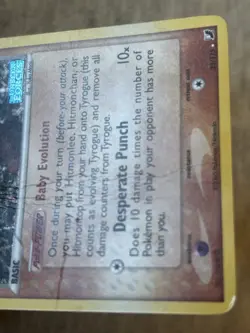 Baby Evolution
Once during your turn (before your attack),
you may put Hitmonlee, Hitmonchan, or
Hitmontop from your hand onto Tyrogue (this
counts as evolving Tyrogue) and remove all
damage counters from Tyrogue.
Desperate Punch 10x
Does 10 damage times the number of
Pokémon in play your opponent has more
than you.
BASIC